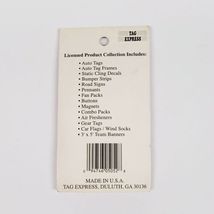 TAG
EXPRESS
Licensed Product Collection Includes:
• Auto Tags
• Auto Tag Frames
• Static Cling Decals
• Bumper Strips
• Road Signs
• Pennants
• Fan Packs
• Buttons
• Magnets
• Combo Packs
• Air Fresheners
• Gear Tags
• Car Flags / Wind Socks
• 3' x 5' Team Banners
MADE IN U.S.A.
TAG EXPRESS, DULUTH, GA 30136